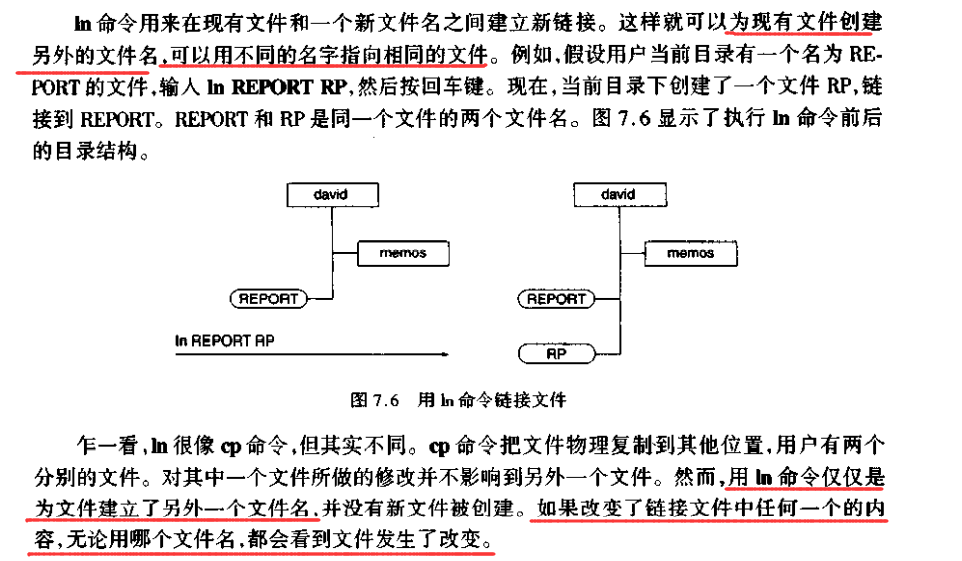 ln 命令用来在现有文件和一个新文件名之间建立新链接。这样就可以为现有文件创建
另外的文件名,可以用不同的名字指向相同的文件。例如,假设用户当前目录有一个名为 RE-
PORT 的文件,输入 ln REPORT RP,然后按回车键。现在,当前目录下创建了一个文件 RP,链
接到 REPORT。REPORT 和 RP 是同一个文件的两个文件名。图 7.6 显示了执行 ln 命令前后
的目录结构。
david
memos
REPORT
ln REPORT RP
david
memos
REPORT
RP
图 7.6 用 ln 命令链接文件
乍一看,ln 很像 cp 命令,但其实不同。cp 命令把文件物理复制到其他位置,用户有两个
分别的文件。对其中一个文件所做的修改并不影响到另外一个文件。然而,用 ln 命令仅仅是
为文件建立了另外一个文件名,并没有新文件被创建。如果改变了链接文件中任何一个的内
容,无论用哪个文件名,都会看到文件发生了改变。